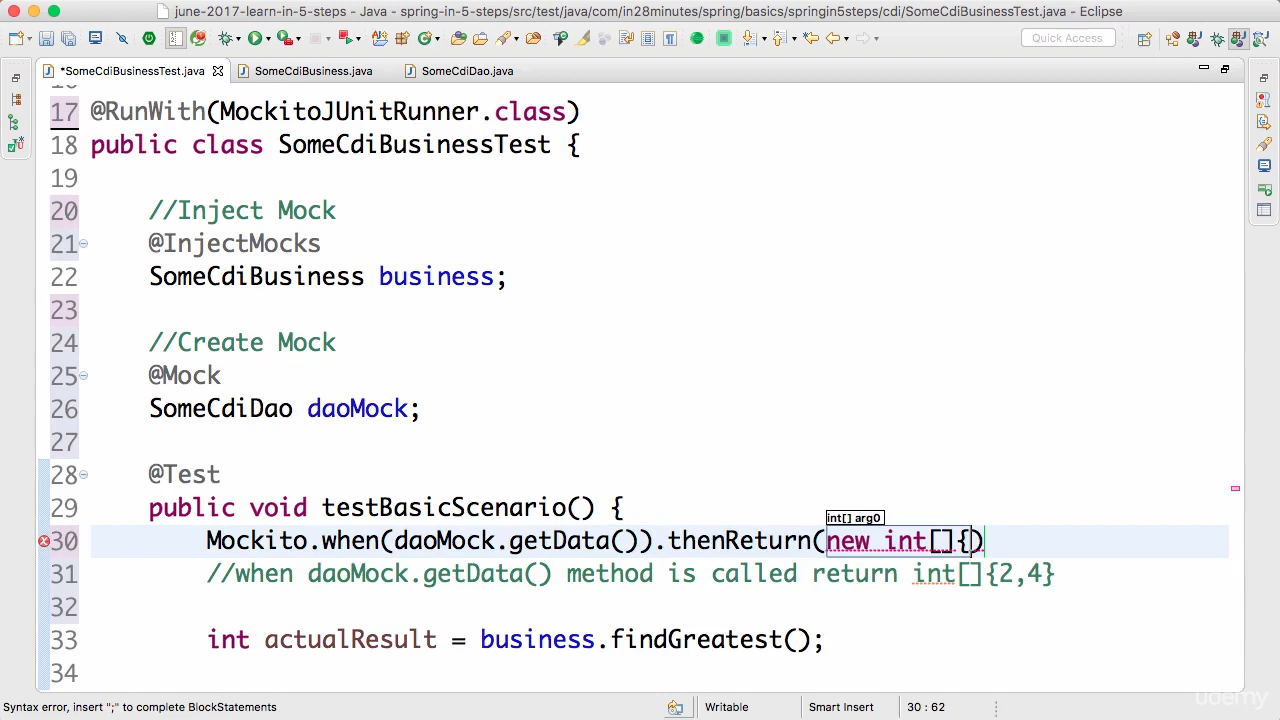 june-2017-learn-in-5-steps - Java - spring-in-5-steps/src/test/java/com/in28minutes/spring/basics/springin5steps/cdi/SomeCdiBusinessTest.java - Eclipse
Quick Access
*SomeCdiBusinessTest.java SomeCdiBusiness.java SomeCdiDao.java
17 @RunWith(MockitoJUnitRunner.class)
18 public class SomeCdiBusinessTest {
19
20 //Inject Mock
21 @InjectMocks
22 SomeCdiBusiness business;
23
24 //Create Mock
25 @Mock
26 SomeCdiDao daoMock;
27
28 @Test
29 public void testBasicScenario() {
int[] arg0
30 Mockito.when(daoMock.getData()).thenReturn(new int[]{)
31 //when daoMock.getData() method is called return int[]{2,4}
32
33 int actualResult = business.findGreatest();
34
Syntax error, insert ";" to complete BlockStatements Writable Smart Insert 30 : 62
udemy